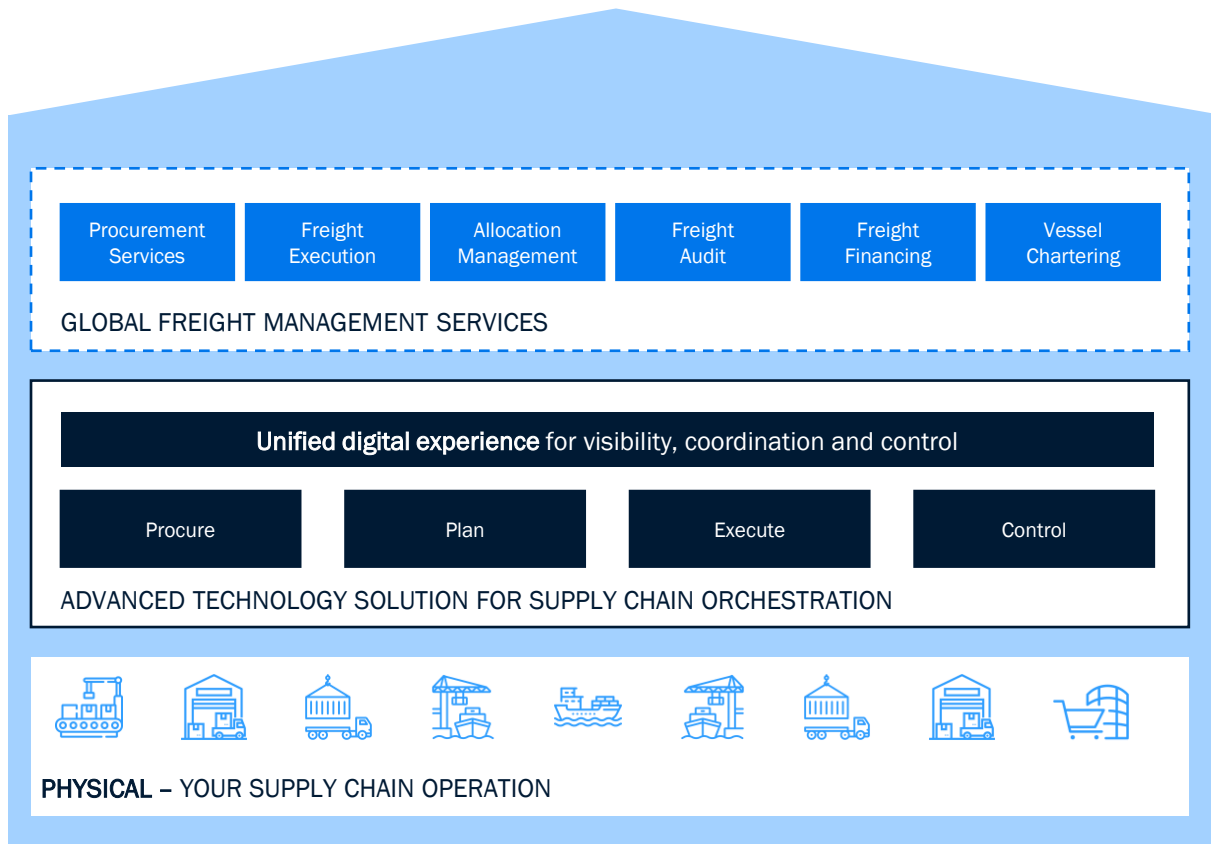 Procurement
Services
Freight
Execution
Allocation
Management
Freight
Audit
Freight
Financing
Vessel
Chartering
GLOBAL FREIGHT MANAGEMENT SERVICES
Unified digital experience for visibility, coordination and control
Procure
Plan
Execute
Control
ADVANCED TECHNOLOGY SOLUTION FOR SUPPLY CHAIN ORCHESTRATION
PHYSICAL – YOUR SUPPLY CHAIN OPERATION